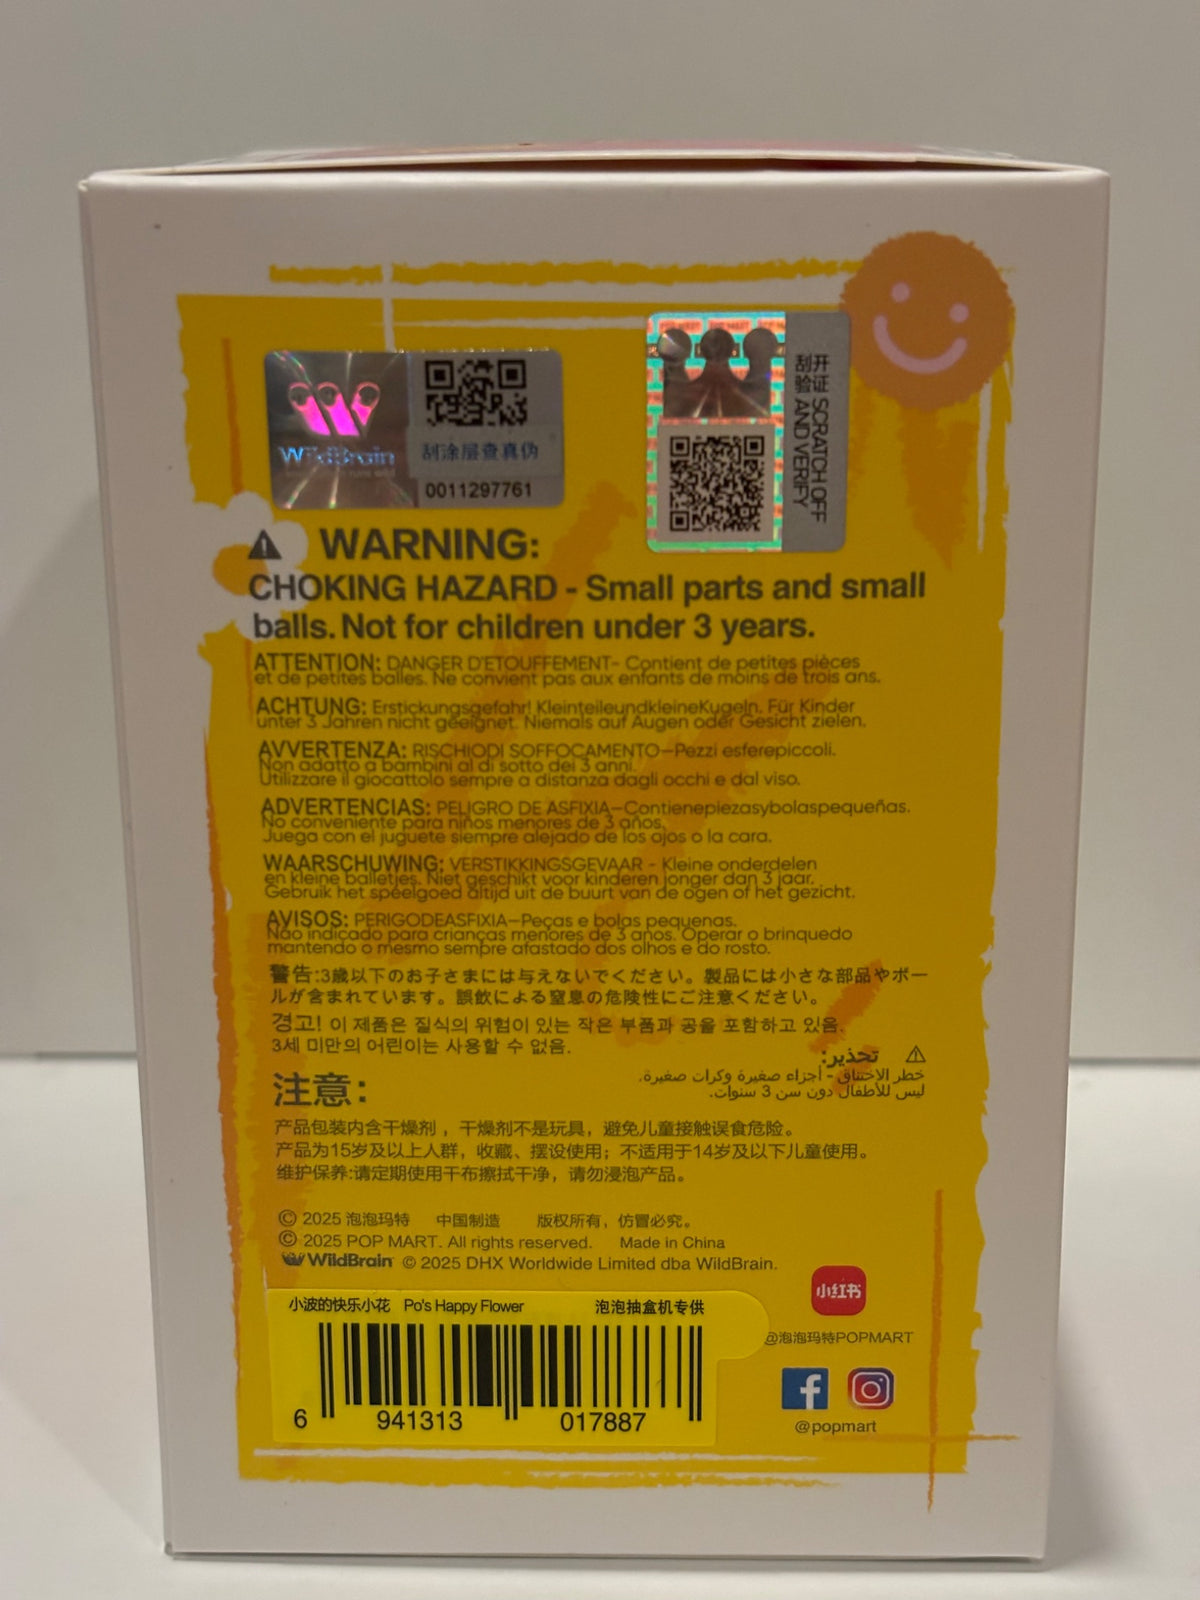 WildBrain
刮涂层查真伪
0011297761
POP MART
刮开
验证 SCRATCH OFF
AND VERIFY
WARNING:
CHOKING HAZARD - Small parts and small
balls. Not for children under 3 years.
ATTENTION: DANGER D'ETOUFFEMENT- Contient de petites pièces
et de petites balles. Ne convient pas aux enfants de moins de trois ans.
ACHTUNG: Erstickungsgefahr! KleinteileundkleineKugeln. Für Kinder
unter 3 Jahren nicht geeignet. Niemals auf Augen oder Gesicht zielen.
AVVERTENZA: RISCHIODI SOFFOCAMENTO—Pezzi esferepiccoli.
Non adatto a bambini al di sotto dei 3 anni.
Utilizzare il giocattolo sempre a distanza dagli occhi e dal viso.
ADVERTENCIAS: PELIGRO DE ASFIXIA—Contienepiezasybolaspequeñas.
No conveniente para niños menores de 3 años.
Juega con el juguete siempre alejado de los ojos o la cara.
WAARSCHUWING: VERSTIKKINGSGEVAAR - Kleine onderdelen
en kleine balletjes. Niet geschikt voor kinderen jonger dan 3 jaar.
Gebruik het speelgoed altijd uit de buurt van de ogen of het gezicht.
AVISOS: PERIGODEASFIXIA—Peças e bolas pequenas.
Não indicado para crianças menores de 3 anos. Operar o brinquedo
mantendo o mesmo sempre afastado dos olhos e do rosto.
警告:3歳以下のお子さまには与えないでください。製品には小さな部品やボー
ルが含まれています。誤飲による窒息の危険性にご注意ください。
경고! 이 제품은 질식의 위험이 있는 작은 부품과 공을 포함하고 있음.
3세 미만의 어린이는 사용할 수 없음.
تحذير:
خطر الاختناق - أجزاء صغيرة وكرات صغيرة.
ليس للأطفال دون سن 3 سنوات.
注意：
产品包装内含干燥剂，干燥剂不是玩具，避免儿童接触误食危险。
产品为15岁及以上人群，收藏、摆设使用；不适用于14岁及以下儿童使用。
维护保养:请定期使用干布擦拭干净，请勿浸泡产品。
© 2025 泡泡玛特 中国制造 版权所有，仿冒必究。
© 2025 POP MART. All rights reserved. Made in China
WildBrain © 2025 DHX Worldwide Limited dba WildBrain.
小波的快乐小花 Po's Happy Flower 泡泡抽盒机专供
6 941313 017887
小红书
@泡泡玛特POPMART
@popmart